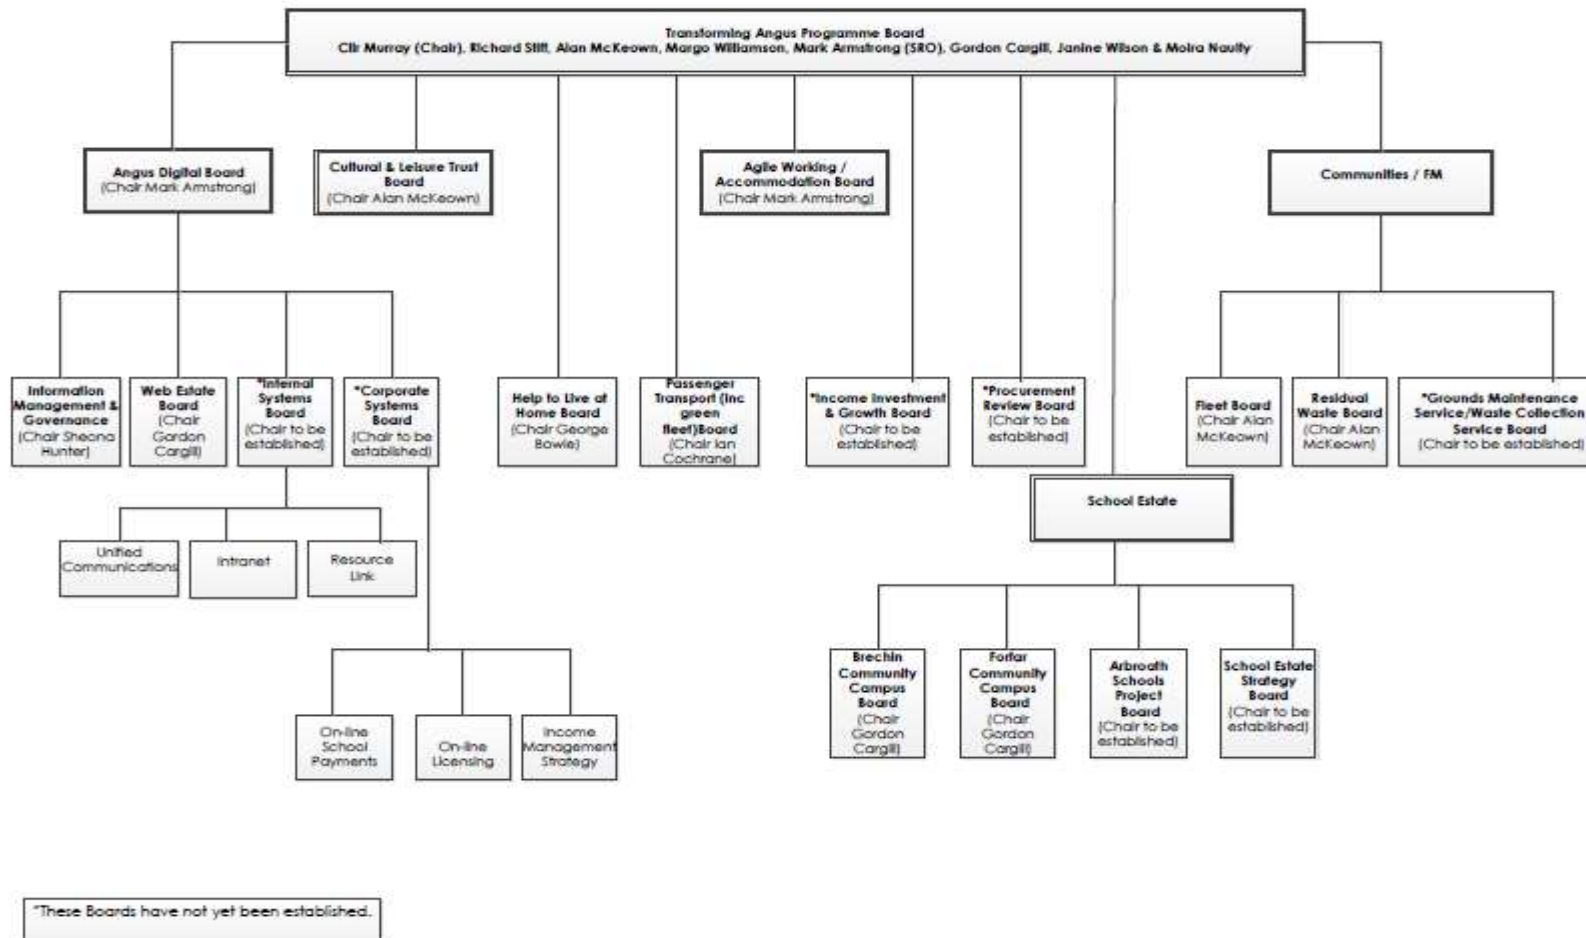 Transforming Angus Programme Board
Cllr Murray (Chair), Richard Stiff, Alan McKeown, Margo Williamson, Mark Armstrong (SRO), Gordon Cargill, Janine Wilson & Moira Naulty
Angus Digital Board
(Chair Mark Armstrong)
Cultural & Leisure Trust
Board
(Chair Alan McKeown)
Agile Working /
Accommodation Board
(Chair Mark Armstrong)
Communities / FM
Information
Management &
Governance
(Chair Sheona
Hunter)
Web Estate
Board
(Chair
Gordon
Cargill)
*Internal
Systems
Board
(Chair to be
established)
*Corporate
Systems
Board
(Chair to be
established)
Help to Live at
Home Board
(Chair George
Bowie)
Passenger
Transport (inc
green
fleet)Board
(Chair Ian
Cochrane)
*Income Investment
& Growth Board
(Chair to be
established)
*Procurement
Review Board
(Chair to be
established)
Fleet Board
(Chair Alan
McKeown)
Residual
Waste Board
(Chair Alan
McKeown)
*Grounds Maintenance
Service/Waste Collection
Service Board
(Chair to be established)
School Estate
Unified
Communications
Intranet
Resource
Link
Brechin
Community
Campus
Board
(Chair
Gordon
Cargill)
Forfar
Community
Campus
Board
(Chair
Gordon
Cargill)
Arbroath
Schools
Project
Board
(Chair to be
established)
School Estate
Strategy
Board
(Chair to be
established)
On-line
School
Payments
On-line
Licensing
Income
Management
Strategy
*These Boards have not yet been established.